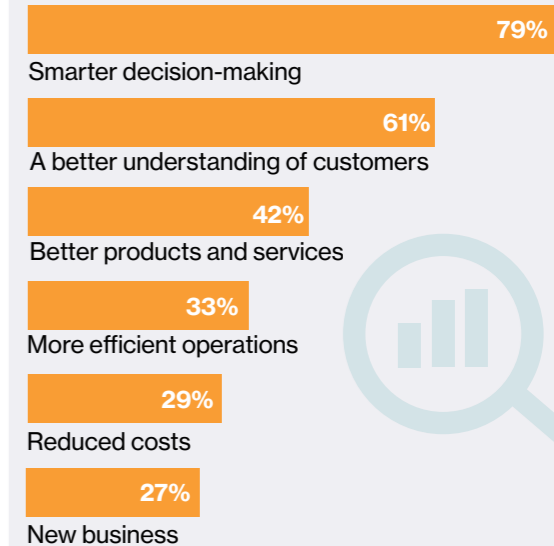 79%
Smarter decision-making
61%
A better understanding of customers
42%
Better products and services
33%
More efficient operations
29%
Reduced costs
27%
New business